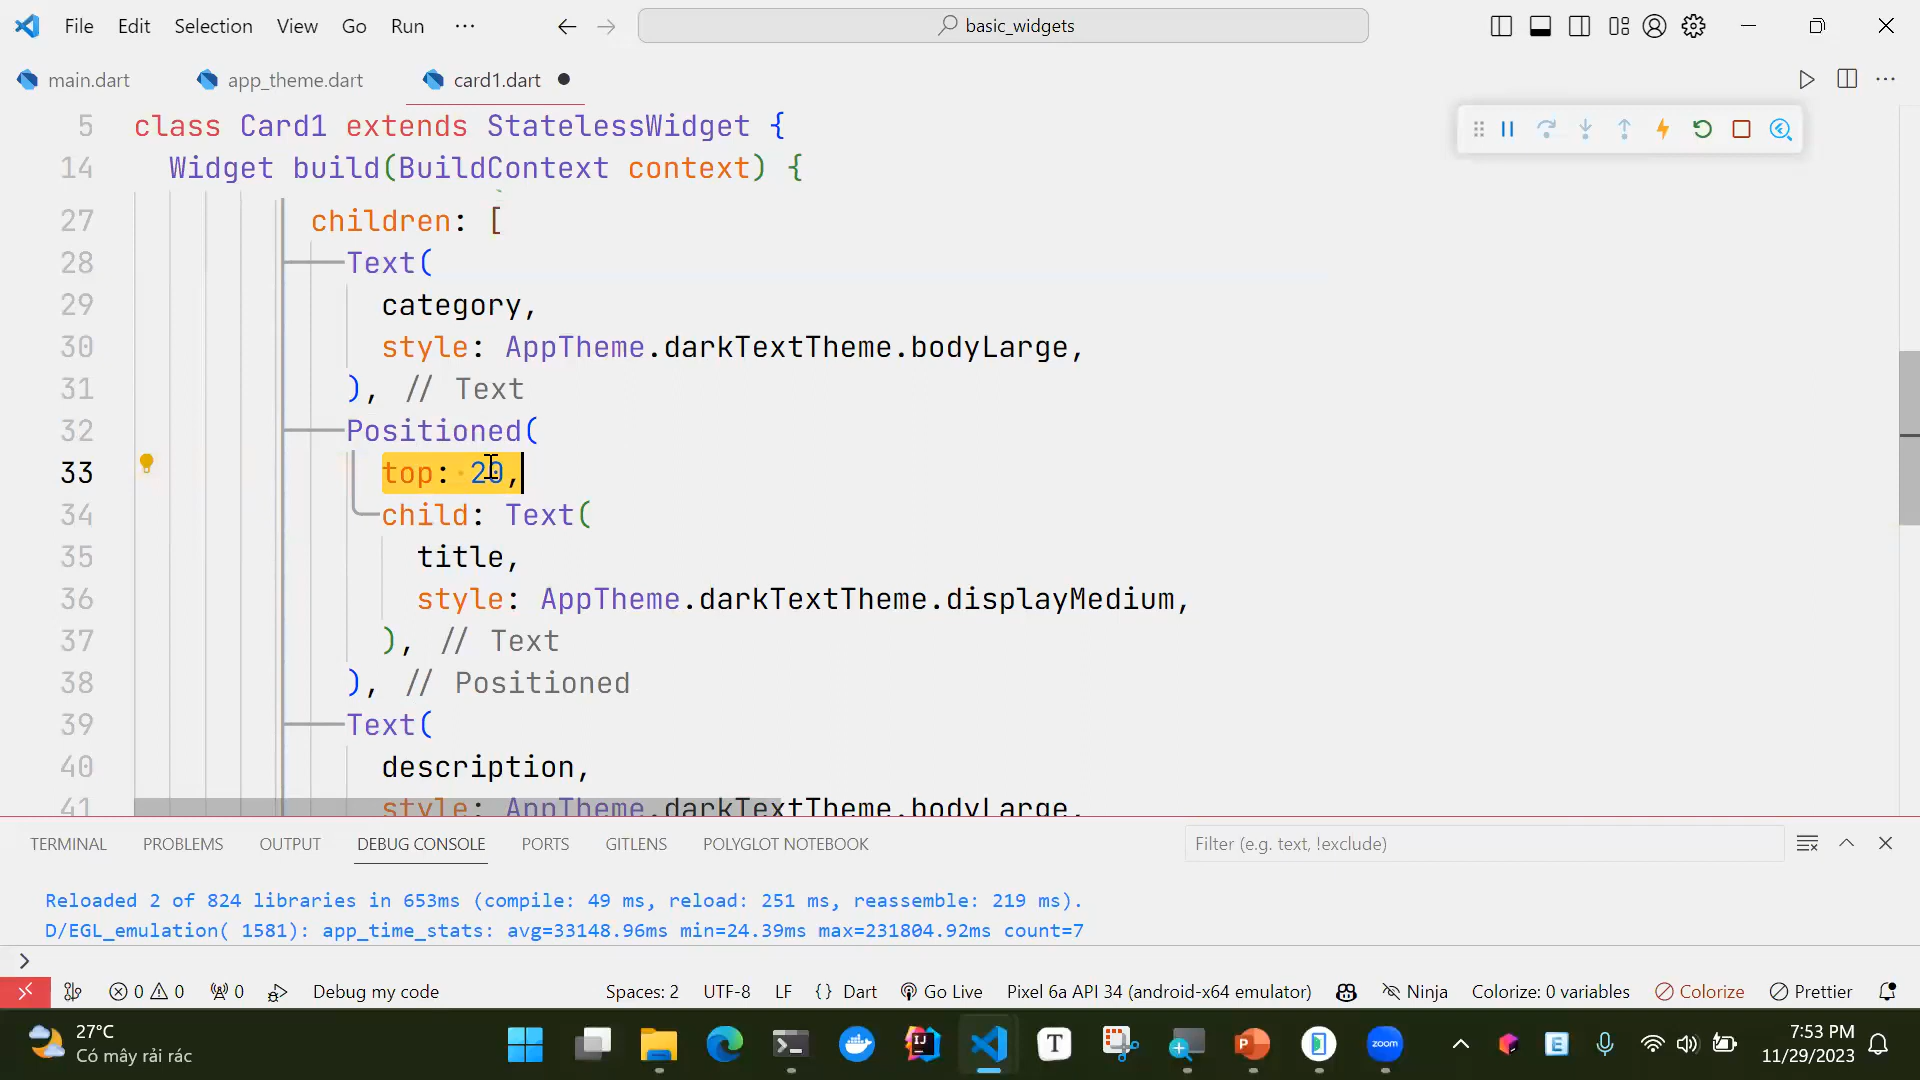 File Edit Selection View Go Run ··· basic_widgets
main.dart app_theme.dart card1.dart
5 class Card1 extends StatelessWidget {
14 Widget build(BuildContext context) {
27 children: [
28 Text(
29 category,
30 style: AppTheme.darkTextTheme.bodyLarge,
31 ), // Text
32 Positioned(
33 top: 20,
34 child: Text(
35 title,
36 style: AppTheme.darkTextTheme.displayMedium,
37 ), // Text
38 ), // Positioned
39 Text(
40 description,
41 style: AppTheme.darkTextTheme.bodyLarge,
TERMINAL PROBLEMS OUTPUT DEBUG CONSOLE PORTS GITLENS POLYGLOT NOTEBOOK Filter (e.g. text, !exclude)
Reloaded 2 of 824 libraries in 653ms (compile: 49 ms, reload: 251 ms, reassemble: 219 ms).
D/EGL_emulation( 1581): app_time_stats: avg=33148.96ms min=24.39ms max=231804.92ms count=7
>
0 0 0 Debug my code Spaces: 2 UTF-8 LF {} Dart Go Live Pixel 6a API 34 (android-x64 emulator) Ninja Colorize: 0 variables Colorize Prettier
27°C
Có mây rải rác
T
zoom
E
7:53 PM
11/29/2023